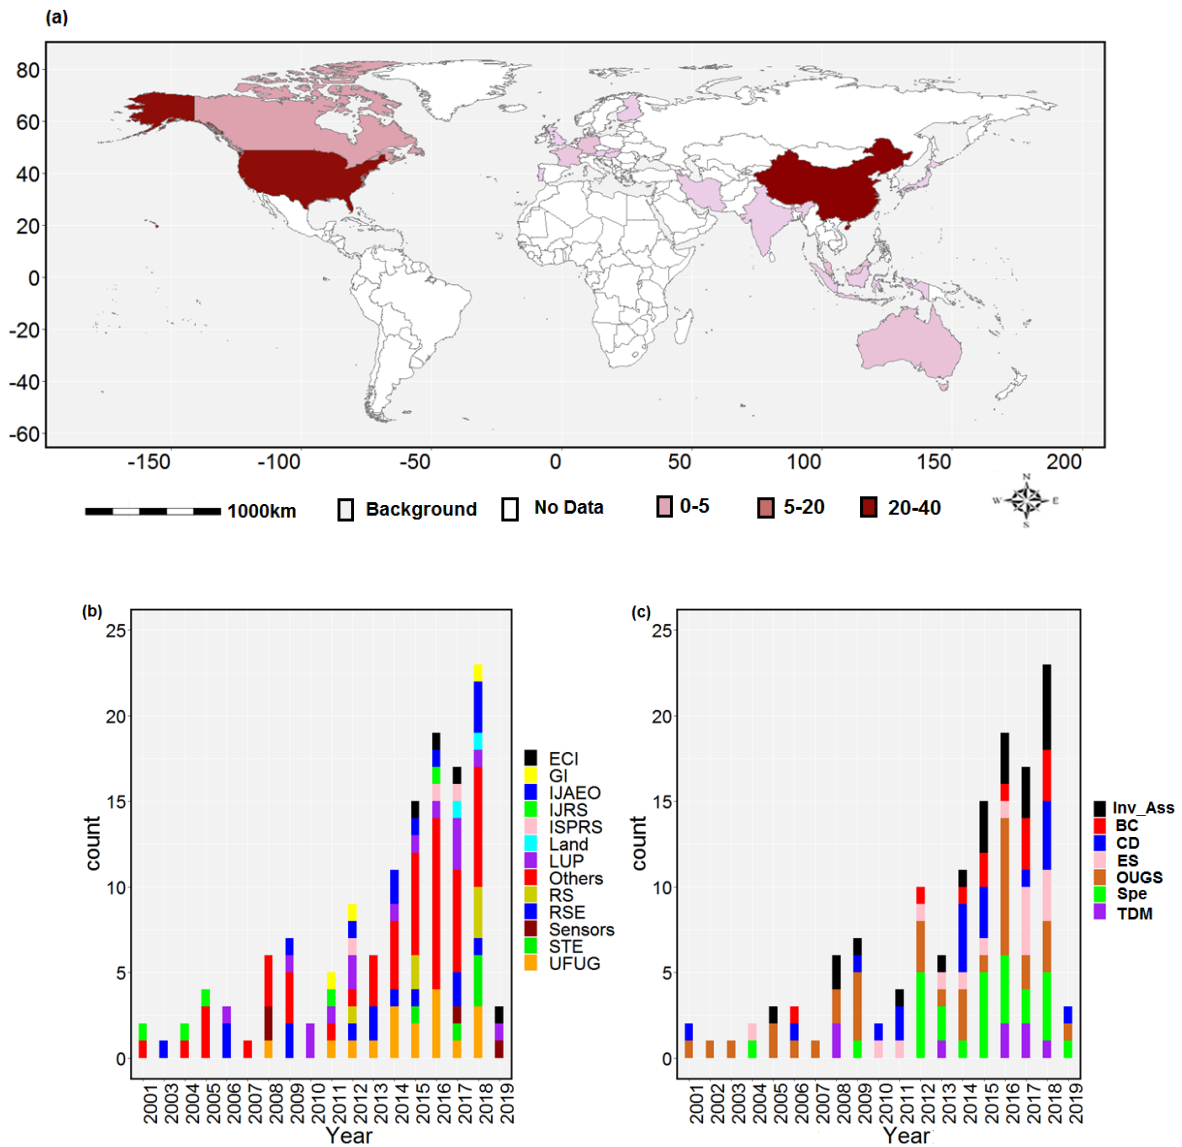 (a)
80
60
40
20
0
-20
-40
-60
-150 -100 -50 0 50 100 150 200
1000km Background No Data 0-5 5-20 20-40
N
W E
S
(b)
25
20
15
10
5
0
count
2001 2003 2004 2005 2006 2007 2008 2009 2010 2011 2012 2013 2014 2015 2016 2017 2018 2019
Year
ECI
GI
IJAEO
IJRS
ISPRS
Land
LUP
Others
RS
RSE
Sensors
STE
UFUG
(c)
25
20
15
10
5
0
count
2001 2002 2003 2004 2005 2006 2007 2008 2009 2010 2011 2012 2013 2014 2015 2016 2017 2018 2019
Year
Inv_Ass
BC
CD
ES
OUGS
Spe
TDM